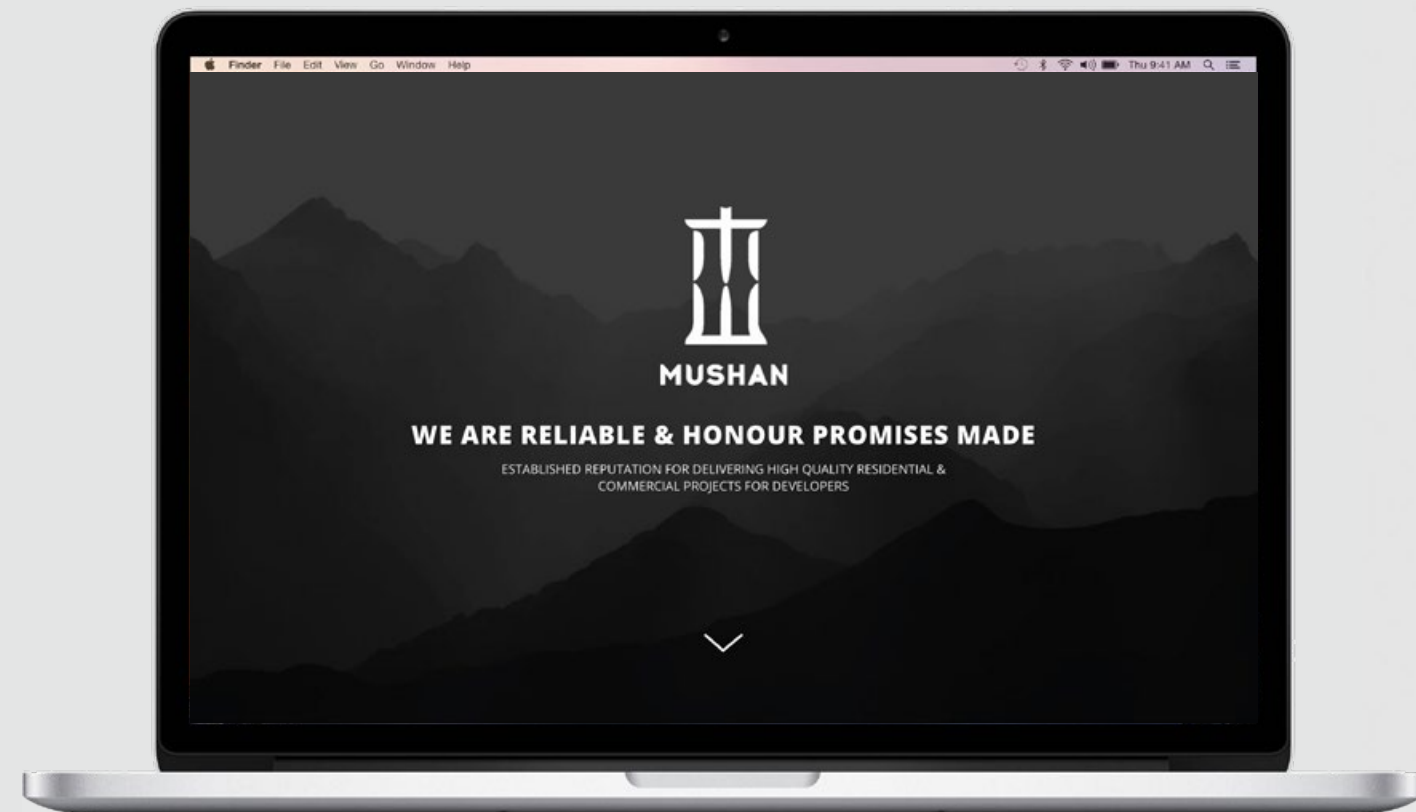 Finder File Edit View Go Window Help Thu 9:41 AM
MUSHAN
WE ARE RELIABLE & HONOUR PROMISES MADE
ESTABLISHED REPUTATION FOR DELIVERING HIGH QUALITY RESIDENTIAL &
COMMERCIAL PROJECTS FOR DEVELOPERS